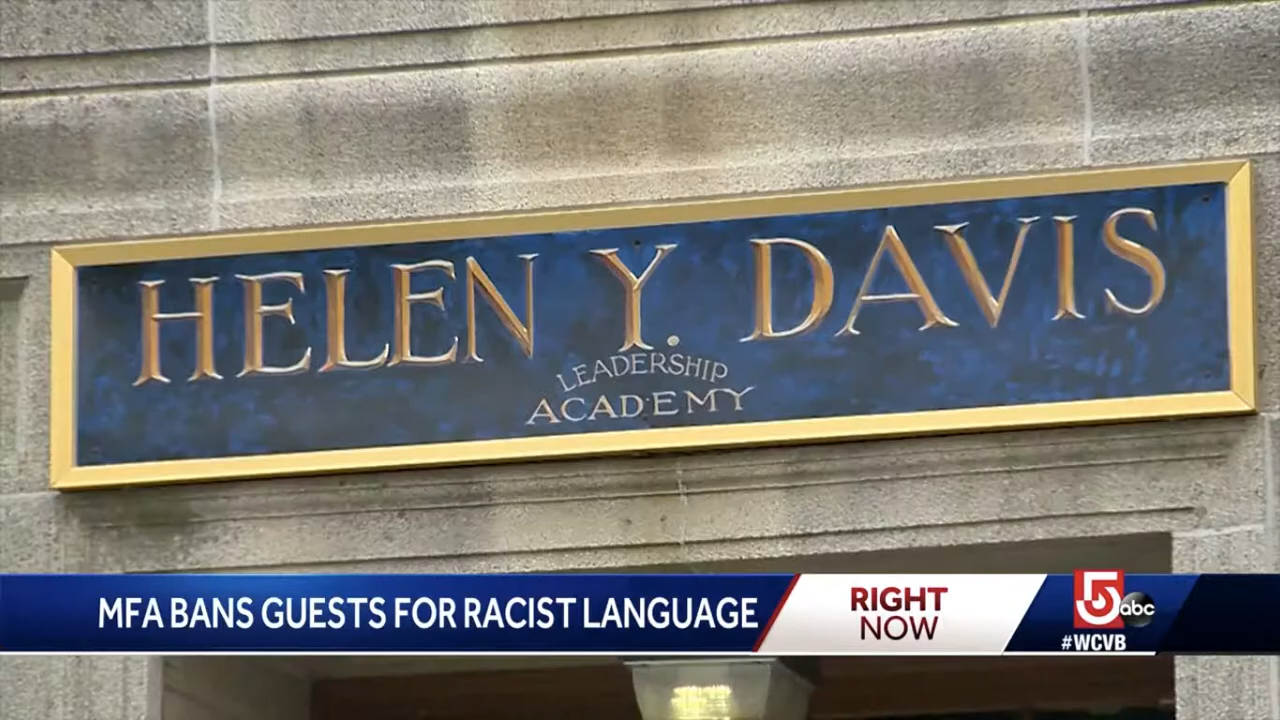 HELEN Y. DAVIS
LEADERSHIP
ACADEMY
MFA BANS GUESTS FOR RACIST LANGUAGE
RIGHT
NOW
5 abc
#WCVB